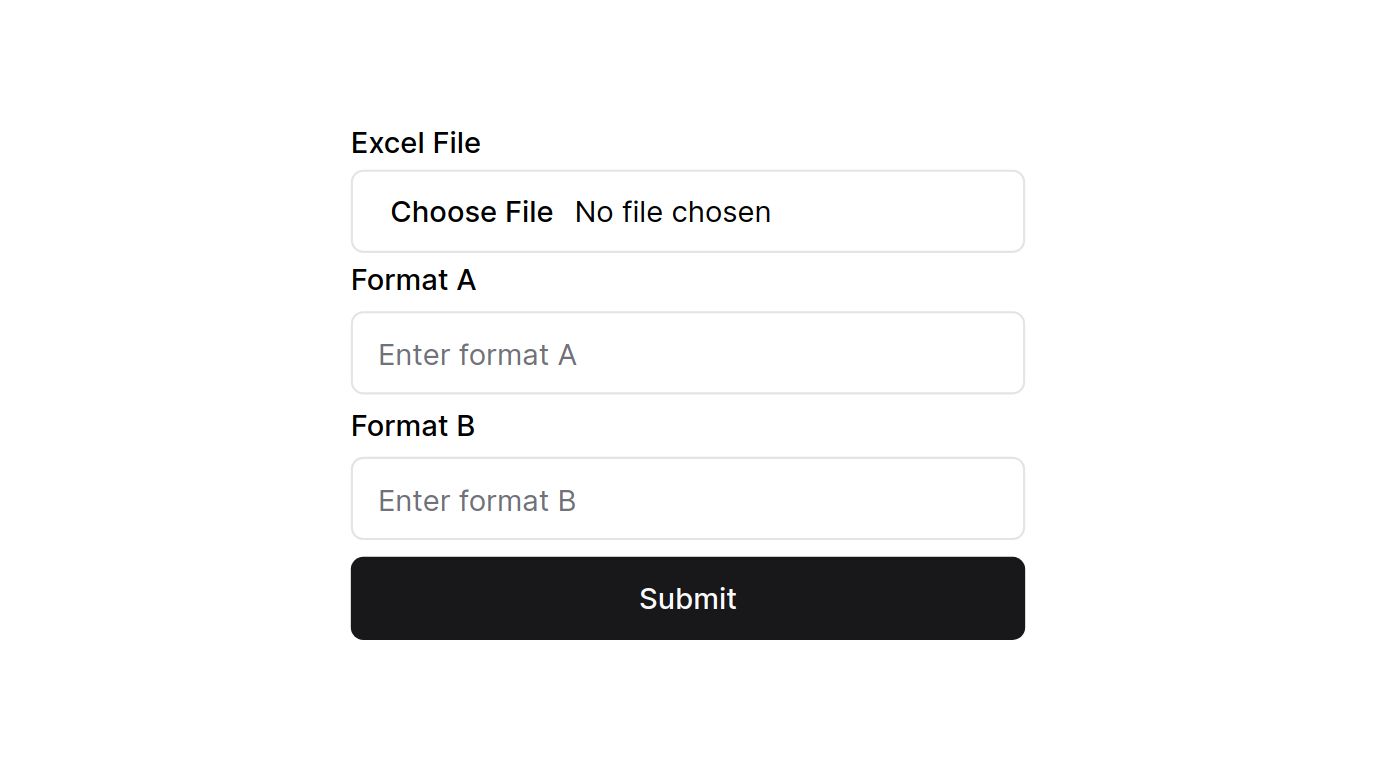 Excel File
Choose File No file chosen
Format A
Enter format A
Format B
Enter format B
Submit